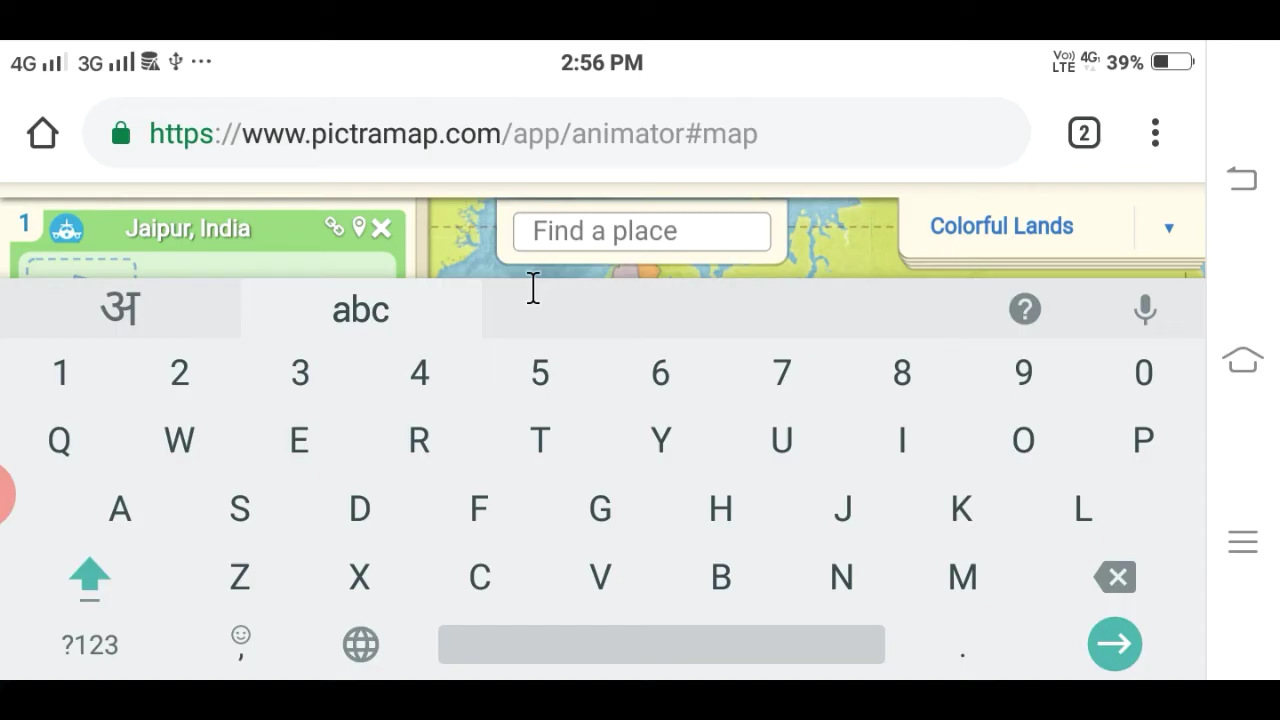 4G 3G ... 2:56 PM Vo)) LTE 4G 39%
https://www.pictramap.com/app/animator#map 2
1 Jaipur, India Find a place Colorful Lands
अ abc ?
1 2 3 4 5 6 7 8 9 0
Q W E R T Y U I O P
A S D F G H J K L
Z X C V B N M
?123 , .